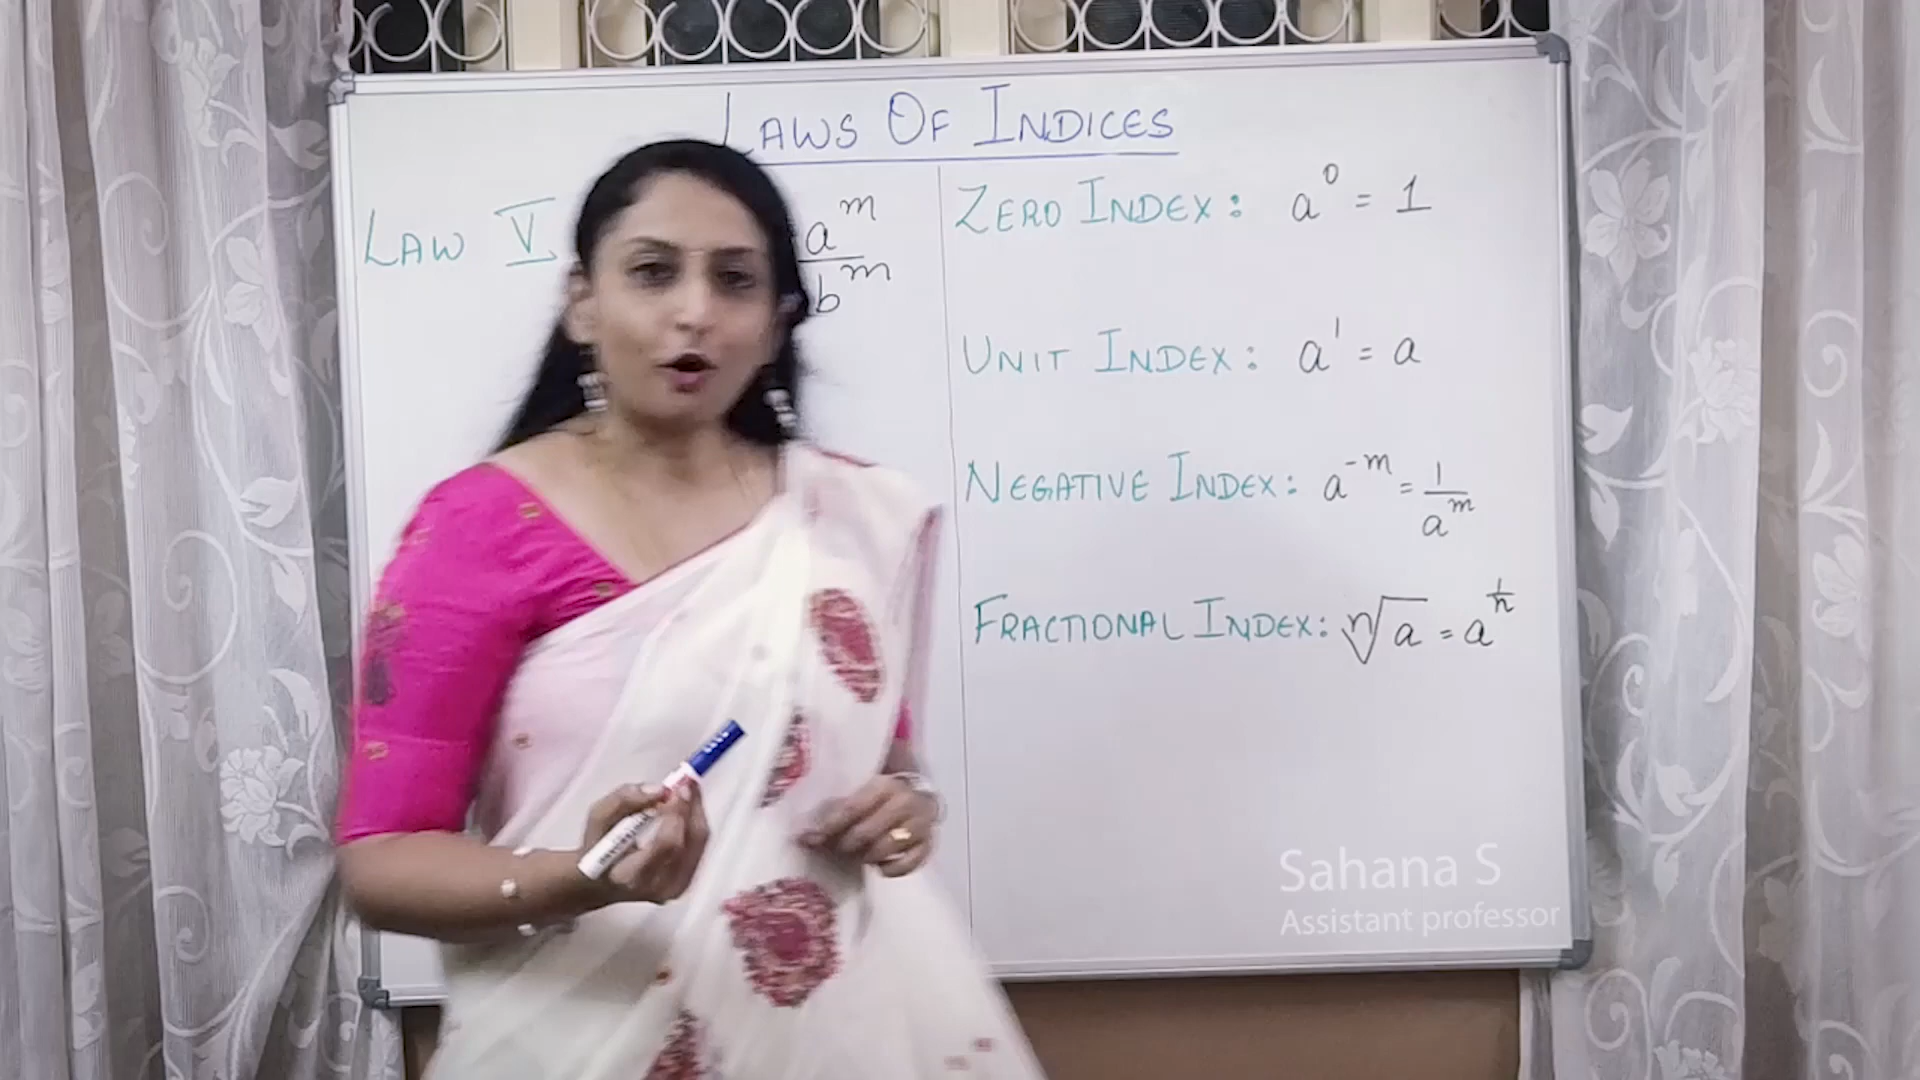 LAWS OF INDICES
LAW V
a^m
b^m
ZERO INDEX: a^0 = 1
UNIT INDEX: a^1 = a
NEGATIVE INDEX: a^-m = 1/a^m
FRACTIONAL INDEX: ⁿ√a = a^1/n
Sahana S
Assistant professor